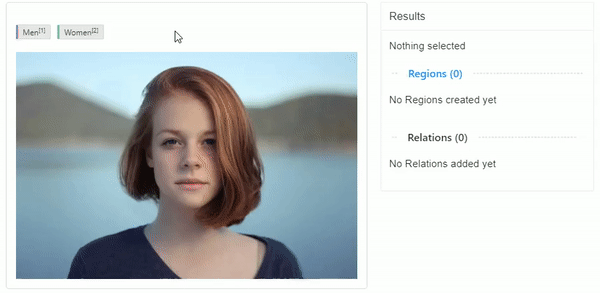 Men[1] Women[2]
Results
Nothing selected
Regions (0)
No Regions created yet
Relations (0)
No Relations added yet